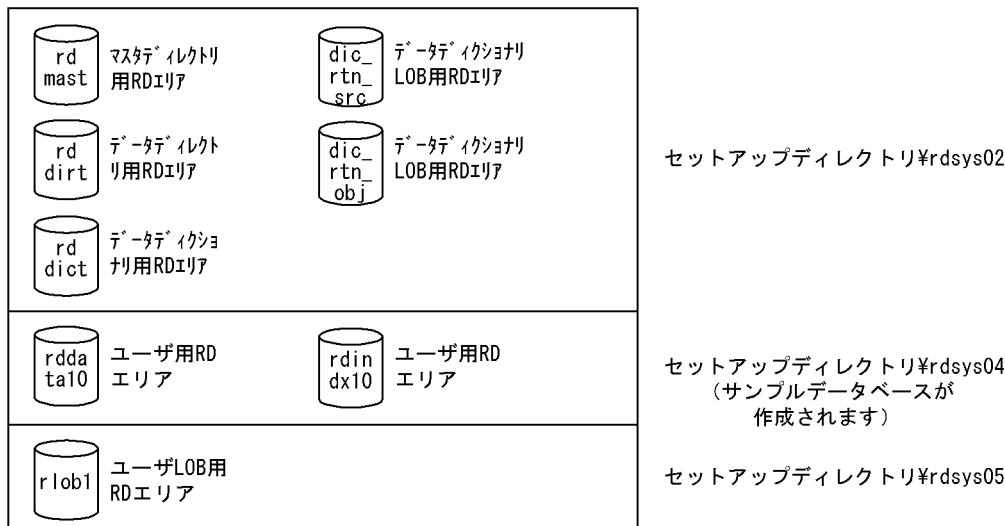 rd
mast
ﾏｽﾀﾃﾞｨﾚｸﾄﾘ
用RDｴﾘｱ
dic_
rtn_
src
ﾃﾞｰﾀﾃﾞｨｸｼｮﾅﾘ
LOB用RDｴﾘｱ
rd
dirt
ﾃﾞｰﾀﾃﾞｨﾚｸﾄ
ﾘ用RDｴﾘｱ
dic_
rtn_
obj
ﾃﾞｰﾀﾃﾞｨｸｼｮﾅﾘ
LOB用RDｴﾘｱ
rd
dict
ﾃﾞｰﾀﾃﾞｨｸｼｮ
ﾅﾘ用RDｴﾘｱ
セットアップディレクトリ¥rdsys02
rdda
ta10
ユーザ用RD
エリア
rdin
dx10
ユーザ用RD
エリア
セットアップディレクトリ¥rdsys04
（サンプルデータベースが
作成されます）
rlob1
ユーザLOB用
RDエリア
セットアップディレクトリ¥rdsys05